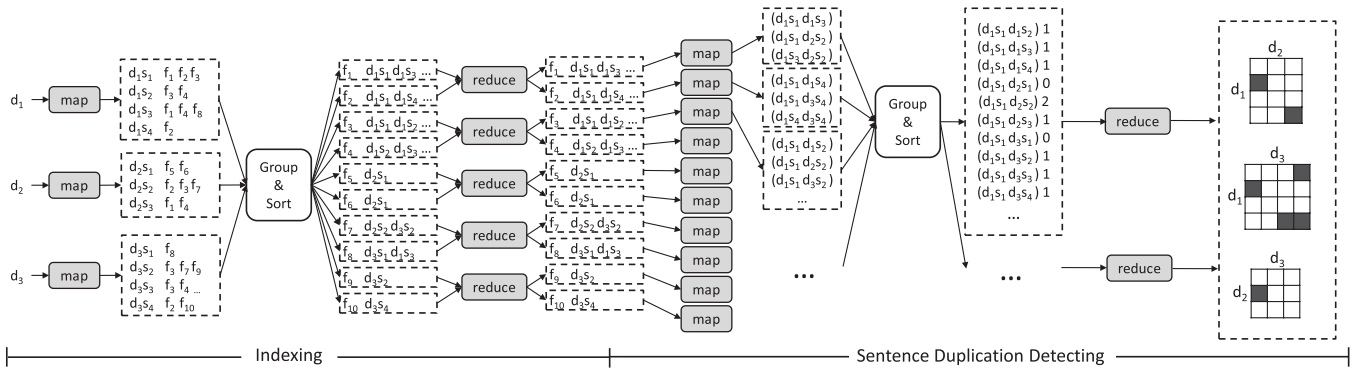 d1
map
d1s1 f1 f2 f3
d1s2 f3 f4
d1s3 f1 f4 f8
d1s4 f2
d2
map
d2s1 f5 f6
d2s2 f2 f3 f7
d2s3 f1 f4
d3
map
d3s1 f8
d3s2 f3 f7 f9
d3s3 f3 f4 ...
d3s4 f2 f10
Group
&
Sort
f1 d1s1 d1s3 ...
f2 d1s1 d1s4 ...
f3 d1s1 d1s2 ...
f4 d1s2 d1s3 ...
f5 d2s1
f6 d2s1
f7 d2s2 d3s2
f8 d3s1 d1s3
f9 d3s2
f10 d3s4
reduce
reduce
reduce
reduce
reduce
f1 d1s1 d1s3 ...
f2 d1s1 d1s4 ...
f3 d1s1 d1s2 ...
f4 d1s2 d1s3 ...
f5 d2s1
f6 d2s1
f7 d2s2 d3s2
f8 d3s1 d1s3
f9 d3s2
f10 d3s4
map
map
map
map
map
map
map
map
map
map
(d1s1 d1s3)
(d1s1 d2s2)
(d1s3 d2s2)
(d1s1 d1s4)
(d1s1 d3s4)
(d1s4 d3s4)
(d1s1 d1s2)
(d1s1 d2s2)
(d1s1 d3s2)
...
...
Group
&
Sort
(d1s1 d1s2) 1
(d1s1 d1s3) 1
(d1s1 d1s4) 1
(d1s1 d2s1) 0
(d1s1 d2s2) 2
(d1s1 d2s3) 1
(d1s1 d3s1) 0
(d1s1 d3s2) 1
(d1s1 d3s3) 1
(d1s1 d3s4) 1
...
...
reduce
reduce
d2
d1
d3
d1
d3
d2
Indexing
Sentence Duplication Detecting